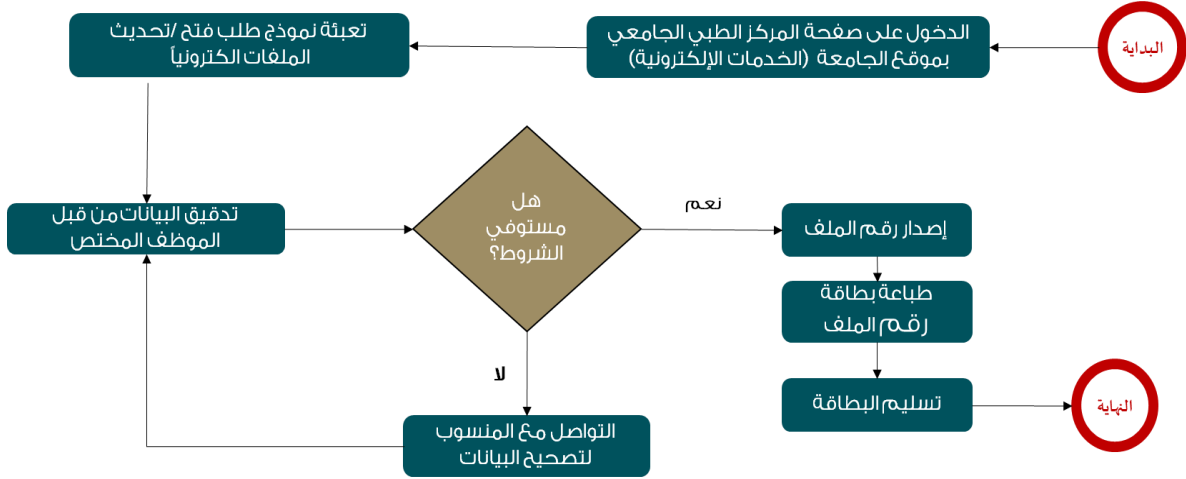 البداية
الدخول على صفحة المركز الطبي الجامعي
بموقع الجامعة (الخدمات الإلكترونية)
تعبئة نموذج طلب فتح /تحديث
الملفات الكترونياً
تدقيق البيانات من قبل
الموظف المختص
هل
مستوفي
الشروط؟
نعم
إصدار رقم الملف
طباعة بطاقة
رقم الملف
تسليم البطاقة
النهاية
لا
التواصل مع المنسوب
لتصحيح البيانات